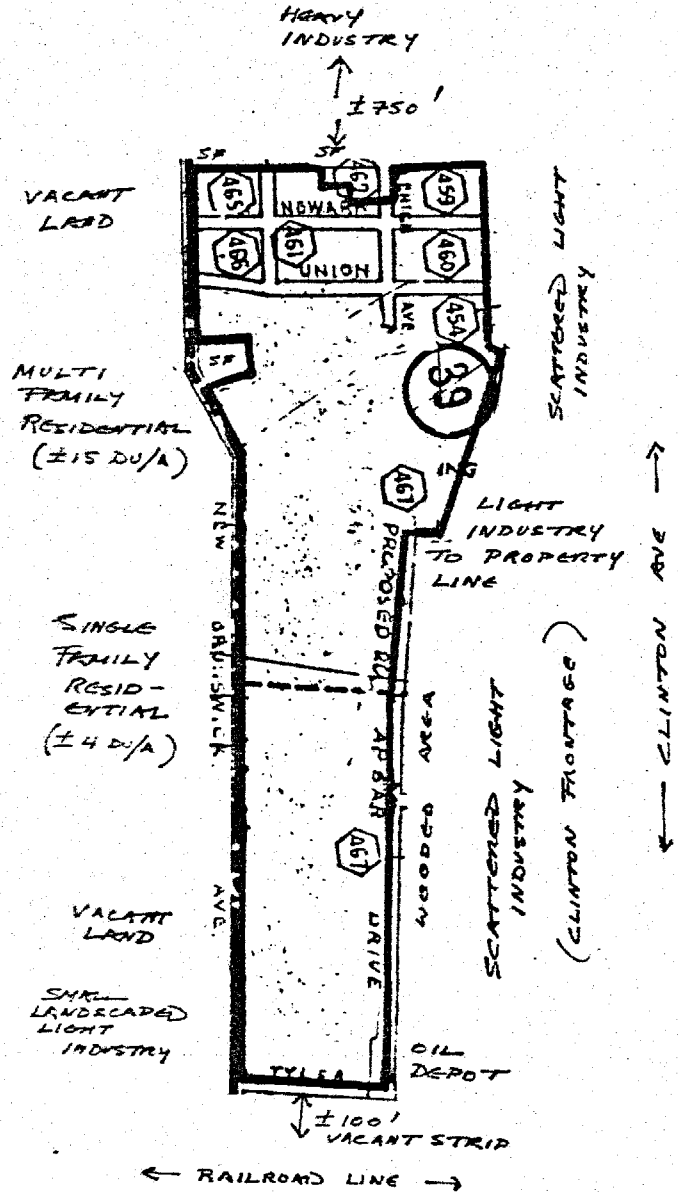 HEAVY
INDUSTRY
±750'
SF
SF
VACANT
LAND
465
462
459
NEWARK
466
461
460
UNION
AVE
454
SCATTERED LIGHT
INDUSTRY
SF
39
MULTI
FAMILY
RESIDENTIAL
(±15 DU/A)
467
LIGHT
INDUSTRY
TO PROPERTY
LINE
← CLINTON AVE →
NEW
PROPOSED
SINGLE
FAMILY
RESID-
ENTIAL
(±4 DU/A)
WOODED AREA
SCATTERED LIGHT
INDUSTRY
(CLINTON FRONTAGE)
467
AVE.
DRIVE
VACANT
LAND
SMALL
LANDSCAPED
LIGHT
INDUSTRY
TYLER
OIL
DEPOT
±100'
VACANT STRIP
← RAILROAD LINE →